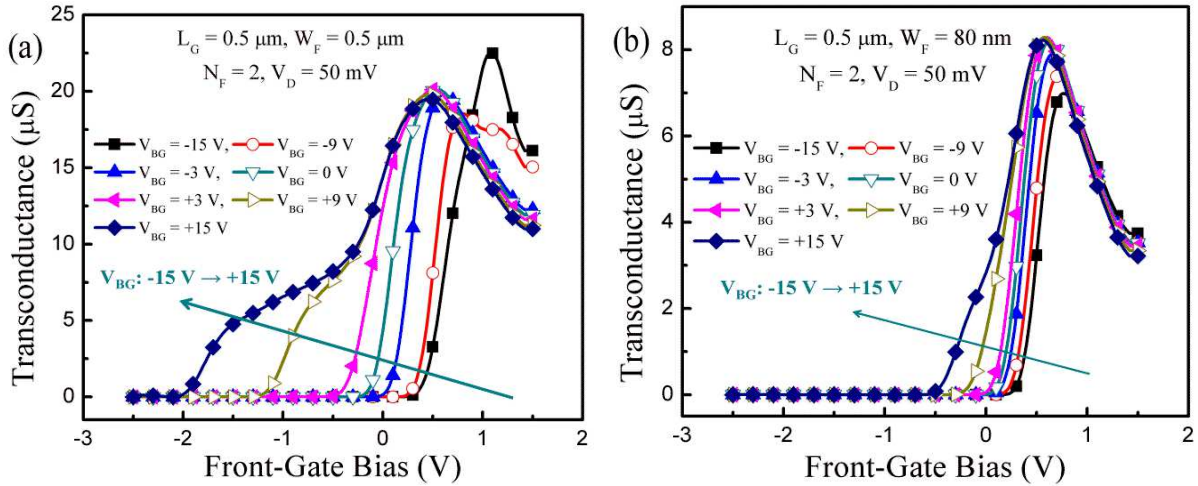 (a)
L_G = 0.5 μm, W_F = 0.5 μm
N_F = 2, V_D = 50 mV
V_BG = -15 V, V_BG = -9 V
V_BG = -3 V, V_BG = 0 V
V_BG = +3 V, V_BG = +9 V
V_BG = +15 V
V_BG: -15 V → +15 V
Transconductance (μS)
25
20
15
10
5
0
-3 -2 -1 0 1 2
Front-Gate Bias (V)
(b)
L_G = 0.5 μm, W_F = 80 nm
N_F = 2, V_D = 50 mV
V_BG = -15 V, V_BG = -9 V
V_BG = -3 V, V_BG = 0 V
V_BG = +3 V, V_BG = +9 V
V_BG = +15 V
V_BG: -15 V → +15 V
Transconductance (μS)
8
6
4
2
0
-3 -2 -1 0 1 2
Front-Gate Bias (V)